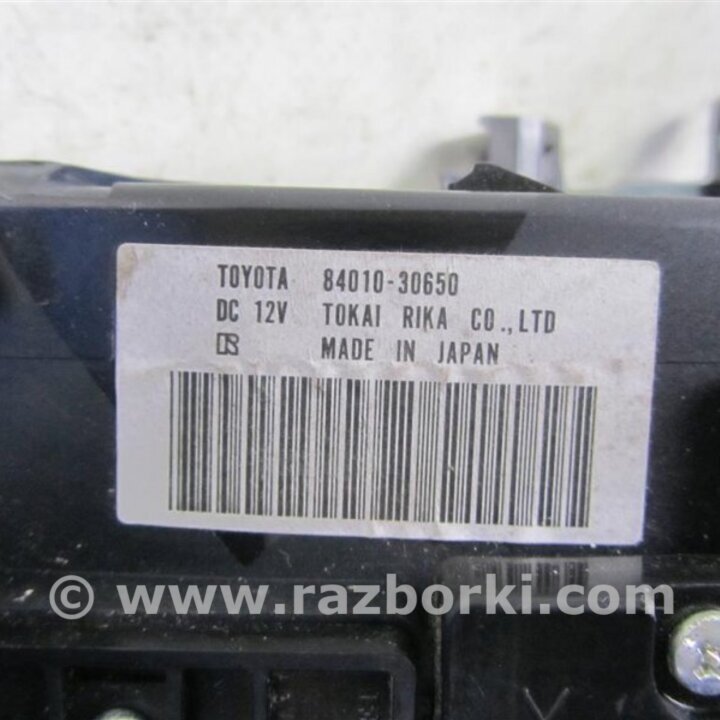 TOYOTA 84010-30650
DC 12V TOKAI RIKA CO.,LTD
MADE IN JAPAN
© www.razborki.com